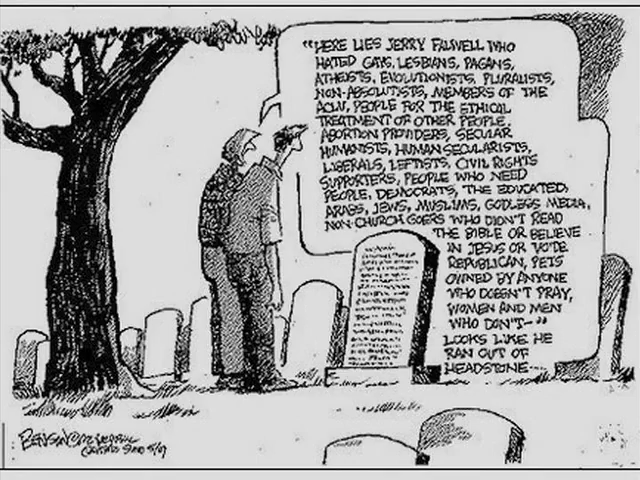 "HERE LIES JERRY FALWELL WHO
HATED GAYS, LESBIANS, PAGANS,
ATHEISTS, EVOLUTIONISTS, PLURALISTS,
NON-ABSOLUTISTS, MEMBERS OF THE
ACLU, PEOPLE FOR THE ETHICAL
TREATMENT OF OTHER PEOPLE,
ABORTION PROVIDERS, SECULAR
HUMANISTS, HUMAN SECULARISTS,
LIBERALS, LEFTISTS, CIVIL RIGHTS
SUPPORTERS, PEOPLE WHO NEED
PEOPLE, DEMOCRATS, THE EDUCATED,
ARABS, JEWS, MUSLIMS, GODLESS MEDIA,
NON-CHURCH GOERS WHO DIDN'T READ
THE BIBLE OR BELIEVE
IN JESUS OR VOTE
REPUBLICAN, PETS
OWNED BY ANYONE
WHO DOESN'T PRAY,
WOMEN AND MEN
WHO DON'T–"
LOOKS LIKE HE
RAN OUT OF
HEADSTONE...
BENSON